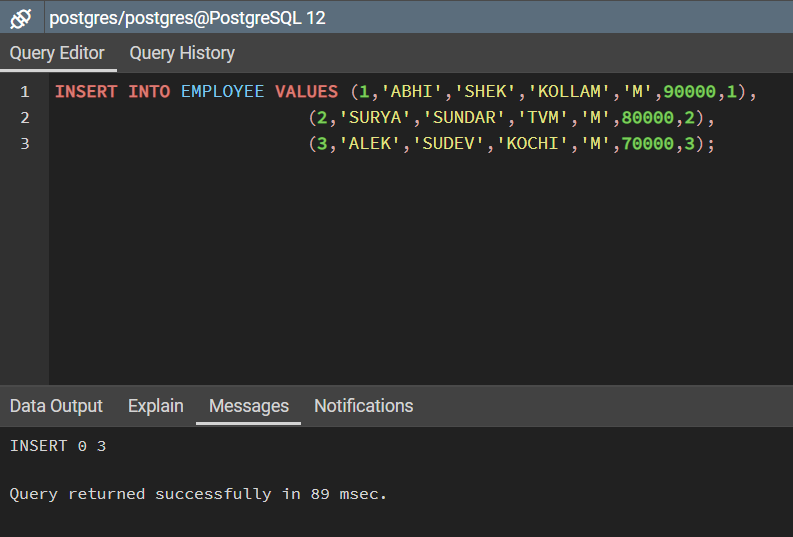 postgres/postgres@PostgreSQL 12
Query Editor Query History
1 INSERT INTO EMPLOYEE VALUES (1,'ABHI','SHEK','KOLLAM','M',90000,1),
2 (2,'SURYA','SUNDAR','TVM','M',80000,2),
3 (3,'ALEK','SUDEV','KOCHI','M',70000,3);
Data Output Explain Messages Notifications
INSERT 0 3
Query returned successfully in 89 msec.